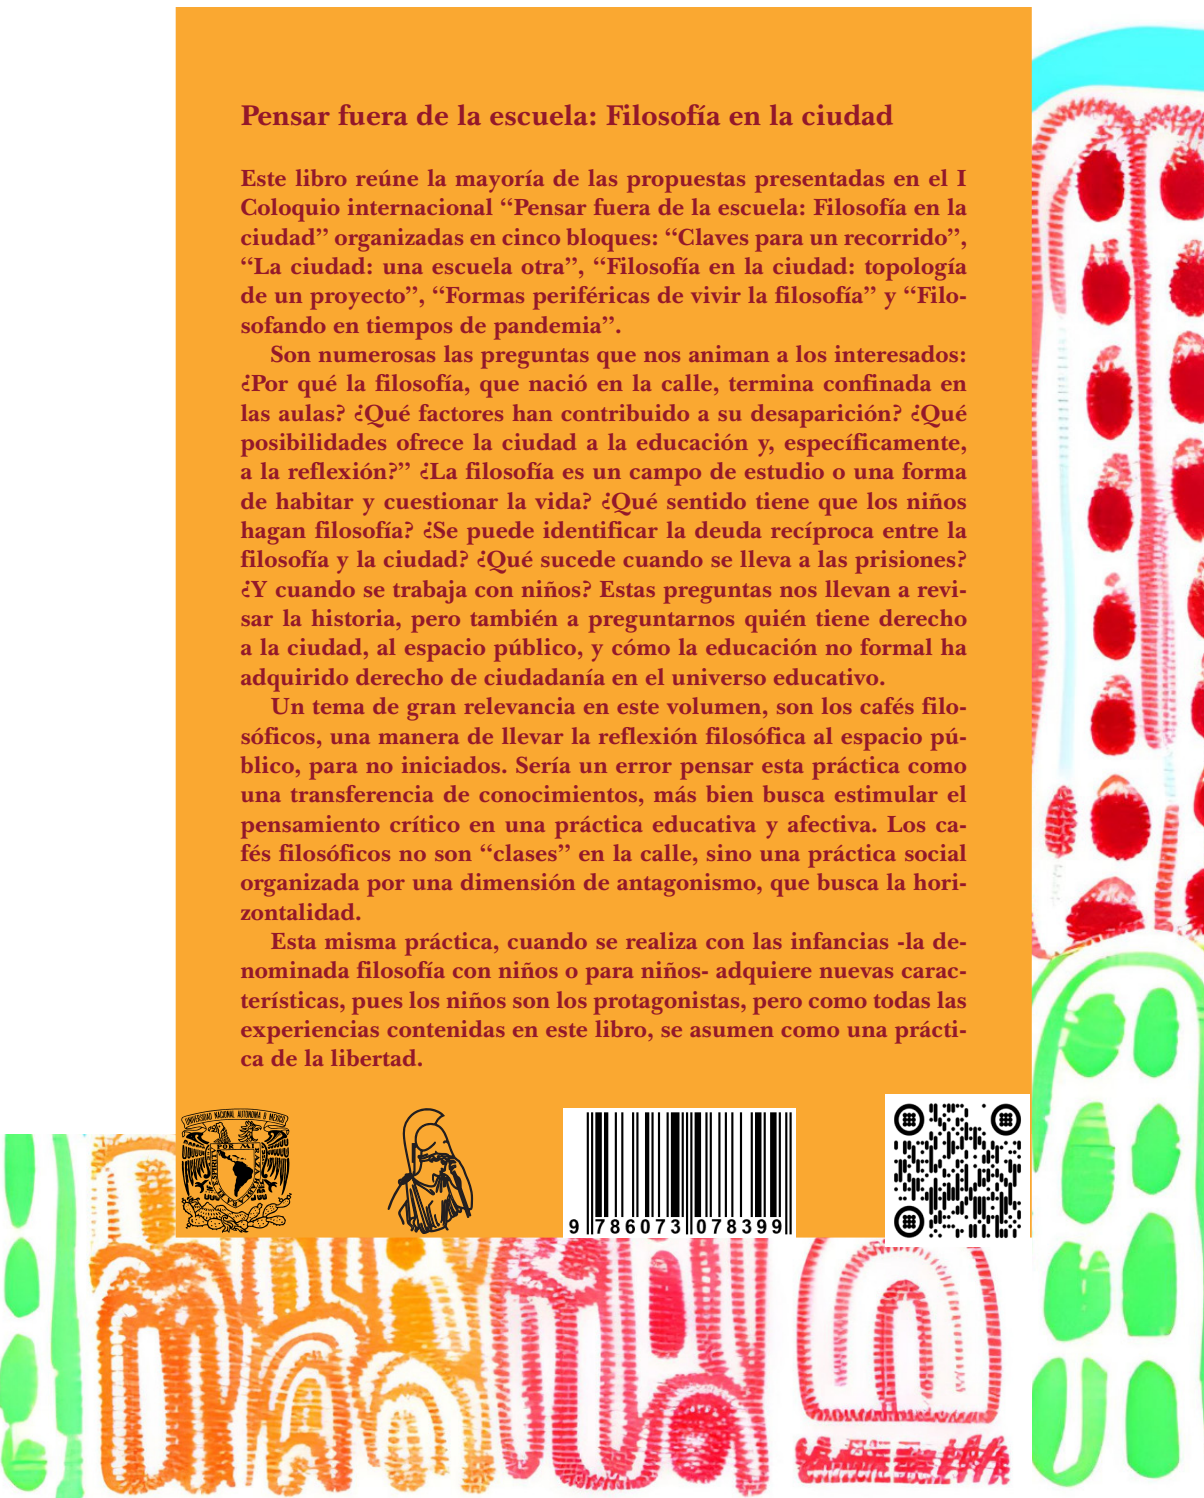 Pensar fuera de la escuela: Filosofía en la ciudad
Este libro reúne la mayoría de las propuestas presentadas en el I
Coloquio internacional “Pensar fuera de la escuela: Filosofía en la
ciudad” organizadas en cinco bloques: “Claves para un recorrido”,
“La ciudad: una escuela otra”, “Filosofía en la ciudad: topología
de un proyecto”, “Formas periféricas de vivir la filosofía” y “Filo-
sofando en tiempos de pandemia”.
Son numerosas las preguntas que nos animan a los interesados:
¿Por qué la filosofía, que nació en la calle, termina confinada en
las aulas? ¿Qué factores han contribuido a su desaparición? ¿Qué
posibilidades ofrece la ciudad a la educación y, específicamente,
a la reflexión?” ¿La filosofía es un campo de estudio o una forma
de habitar y cuestionar la vida? ¿Qué sentido tiene que los niños
hagan filosofía? ¿Se puede identificar la deuda recíproca entre la
filosofía y la ciudad? ¿Qué sucede cuando se lleva a las prisiones?
¿Y cuando se trabaja con niños? Estas preguntas nos llevan a revi-
sar la historia, pero también a preguntarnos quién tiene derecho
a la ciudad, al espacio público, y cómo la educación no formal ha
adquirido derecho de ciudadanía en el universo educativo.
Un tema de gran relevancia en este volumen, son los cafés filo-
sóficos, una manera de llevar la reflexión filosófica al espacio pú-
blico, para no iniciados. Sería un error pensar esta práctica como
una transferencia de conocimientos, más bien busca estimular el
pensamiento crítico en una práctica educativa y afectiva. Los ca-
fés filosóficos no son “clases” en la calle, sino una práctica social
organizada por una dimensión de antagonismo, que busca la hori-
zontalidad.
Esta misma práctica, cuando se realiza con las infancias -la de-
nominada filosofía con niños o para niños- adquiere nuevas carac-
terísticas, pues los niños son los protagonistas, pero como todas las
experiencias contenidas en este libro, se asumen como una prácti-
ca de la libertad.
UNIVERSIDAD NACIONAL AUTONOMA
POR MI RAZA HABLARA EL ESPIRITU
9 786073 078399